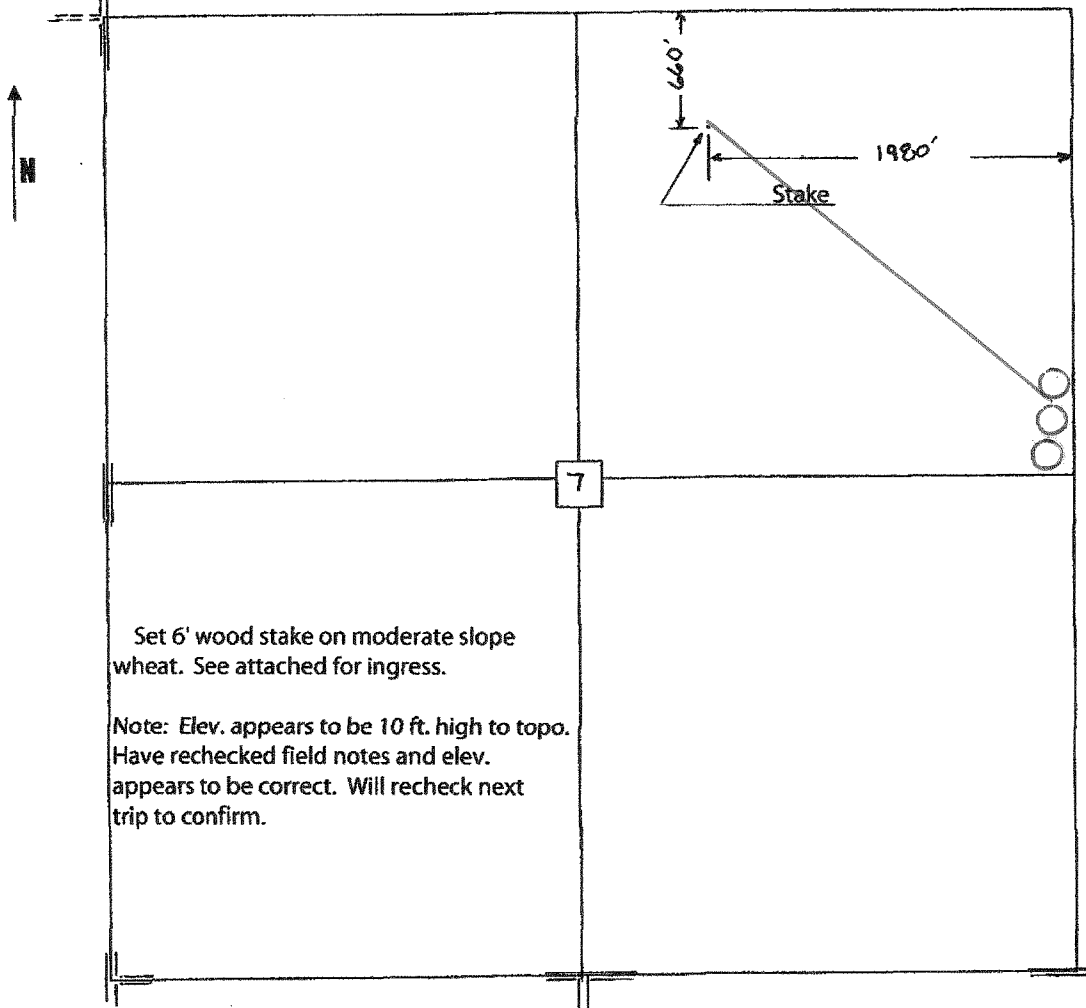 660'
N
1980'
Stake
7
Set 6' wood stake on moderate slope
wheat. See attached for ingress.
Note: Elev. appears to be 10 ft. high to topo.
Have rechecked field notes and elev.
appears to be correct. Will recheck next
trip to confirm.